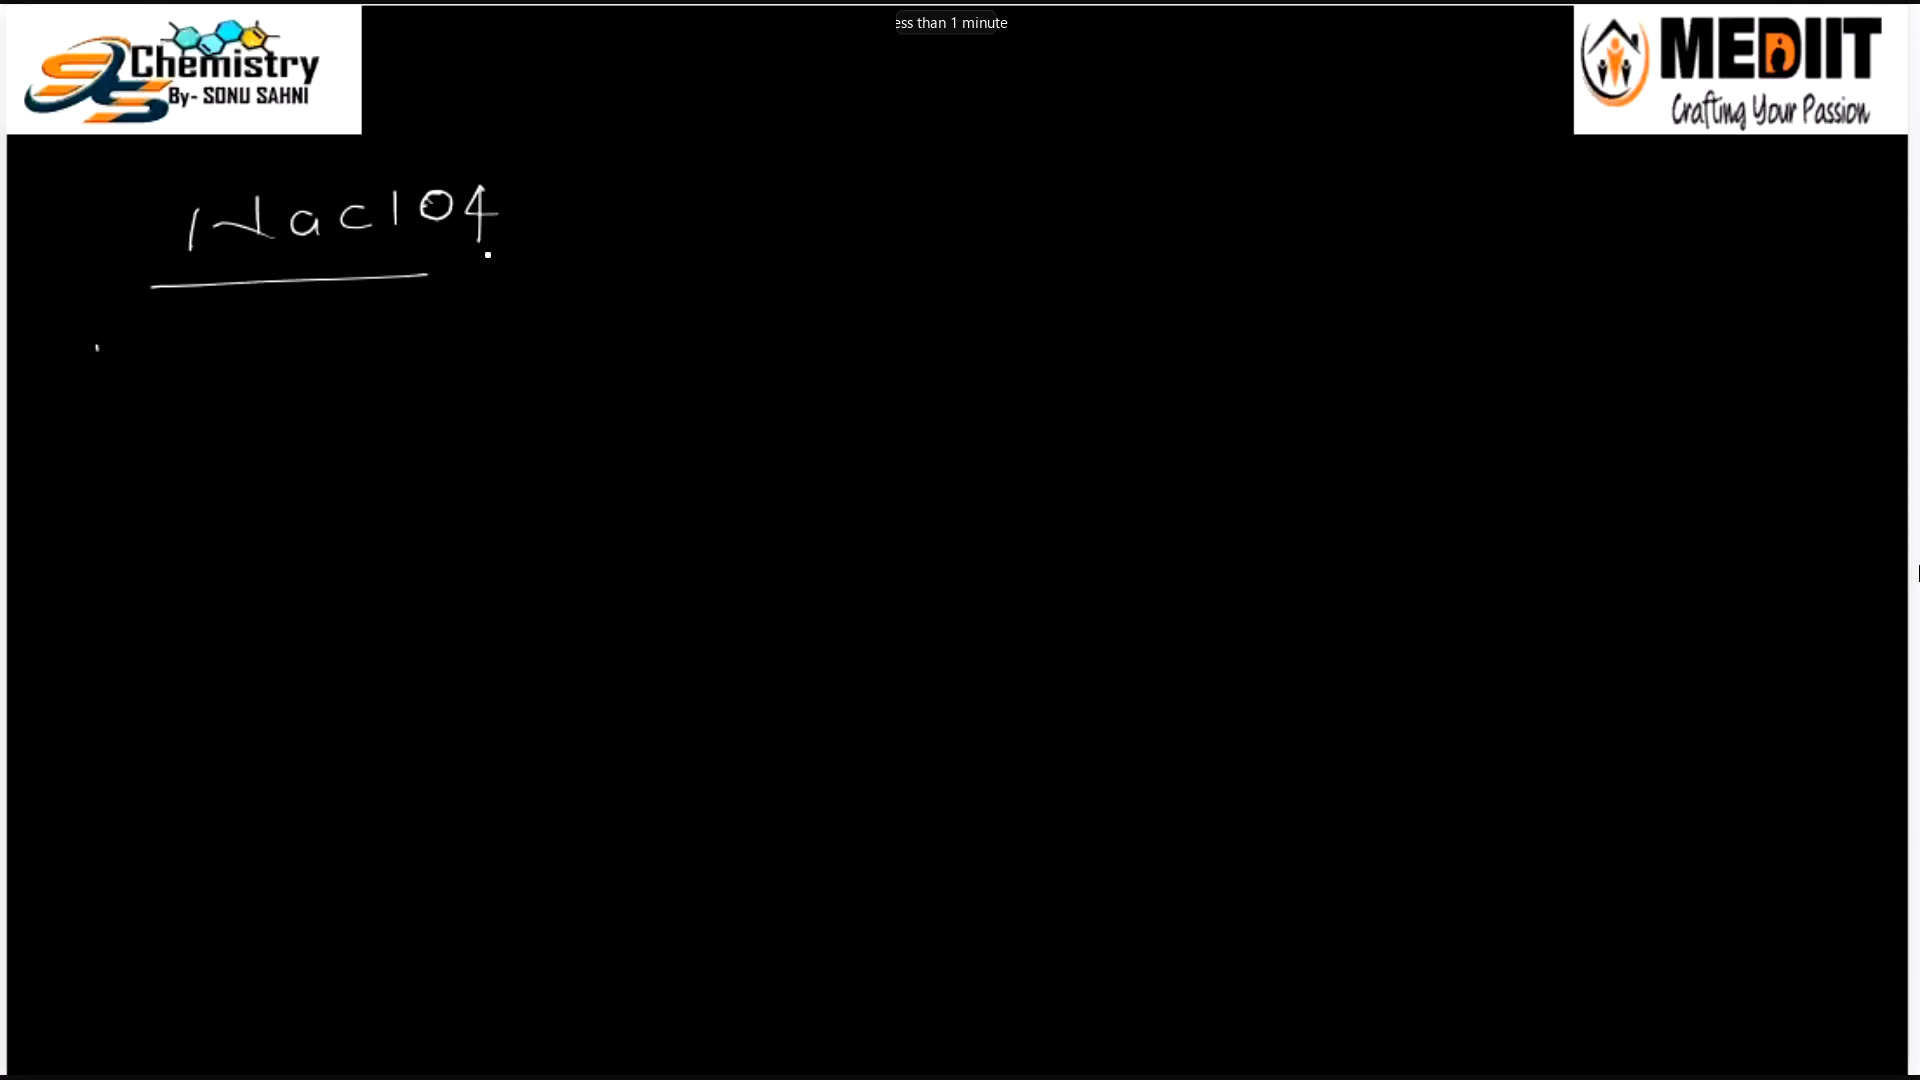 ess than 1 minute
Chemistry
By- SONU SAHNI
MEDIIT
Crafting Your Passion
NaClO4